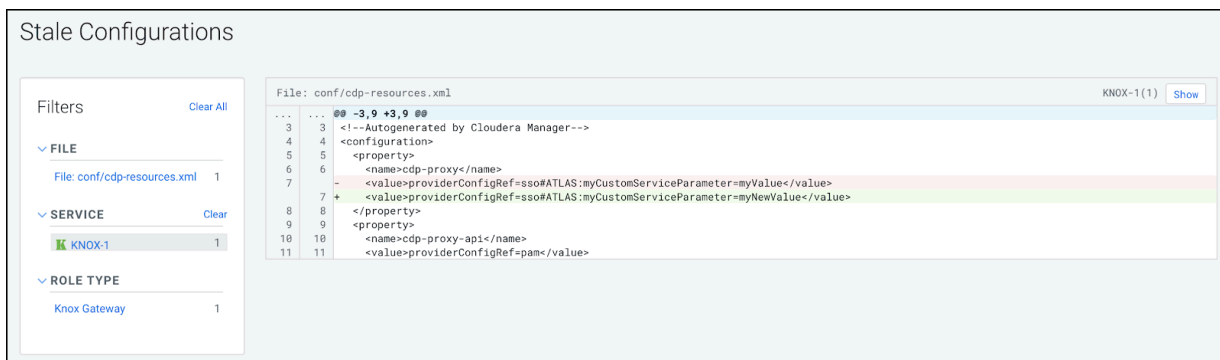 Stale Configurations
Filters Clear All
FILE
File: conf/cdp-resources.xml 1
SERVICE Clear
KNOX-1 1
ROLE TYPE
Knox Gateway 1
File: conf/cdp-resources.xml KNOX-1(1) Show
... ... @@ -3,9 +3,9 @@
3 3 <!--Autogenerated by Cloudera Manager-->
4 4 <configuration>
5 5 <property>
6 6 <name>cdp-proxy</name>
7 - <value>providerConfigRef=sso#ATLAS:myCustomServiceParameter=myValue</value>
7 + <value>providerConfigRef=sso#ATLAS:myCustomServiceParameter=myNewValue</value>
8 8 </property>
9 9 <property>
10 10 <name>cdp-proxy-api</name>
11 11 <value>providerConfigRef=pam</value>